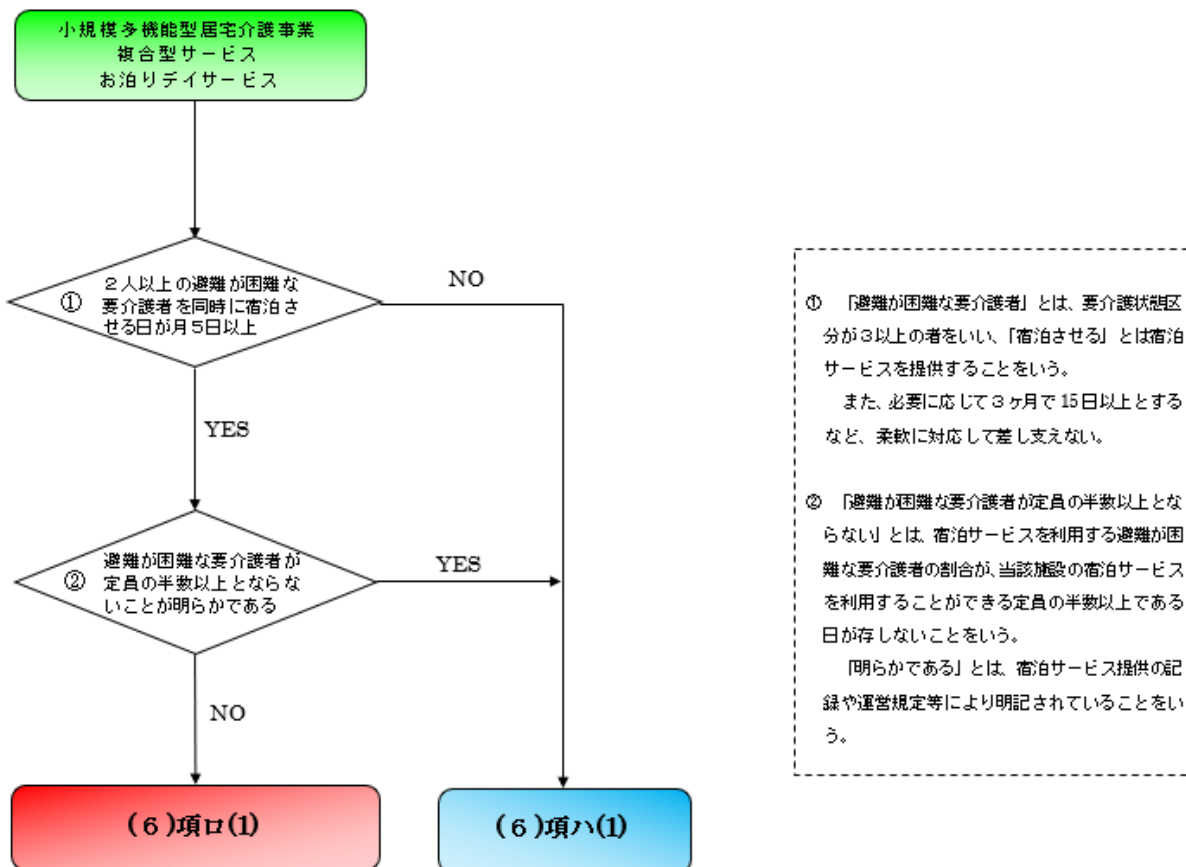 小規模多機能型居宅介護事業
複合型サービス
お泊りデイサービス
① 2人以上の避難が困難な
要介護者を同時に宿泊さ
せる日が月5日以上
NO
YES
② 避難が困難な要介護者が
定員の半数以上とならな
いことが明らかである
YES
NO
(6)項ロ(1)
(6)項ハ(1)
① 「避難が困難な要介護者」とは、要介護状態区
分が3以上の者をいい、「宿泊させる」とは宿泊
サービスを提供することをいう。
また、必要に応じて3ヶ月で15日以上とする
など、柔軟に対応して差し支えない。
② 「避難が困難な要介護者が定員の半数以上とな
らない」とは、宿泊サービスを利用する避難が困
難な要介護者の割合が、当該施設の宿泊サービス
を利用することができる定員の半数以上である
日が存しないことをいう。
「明らかである」とは、宿泊サービス提供の記
録や運営規定等により明記されていることをい
う。